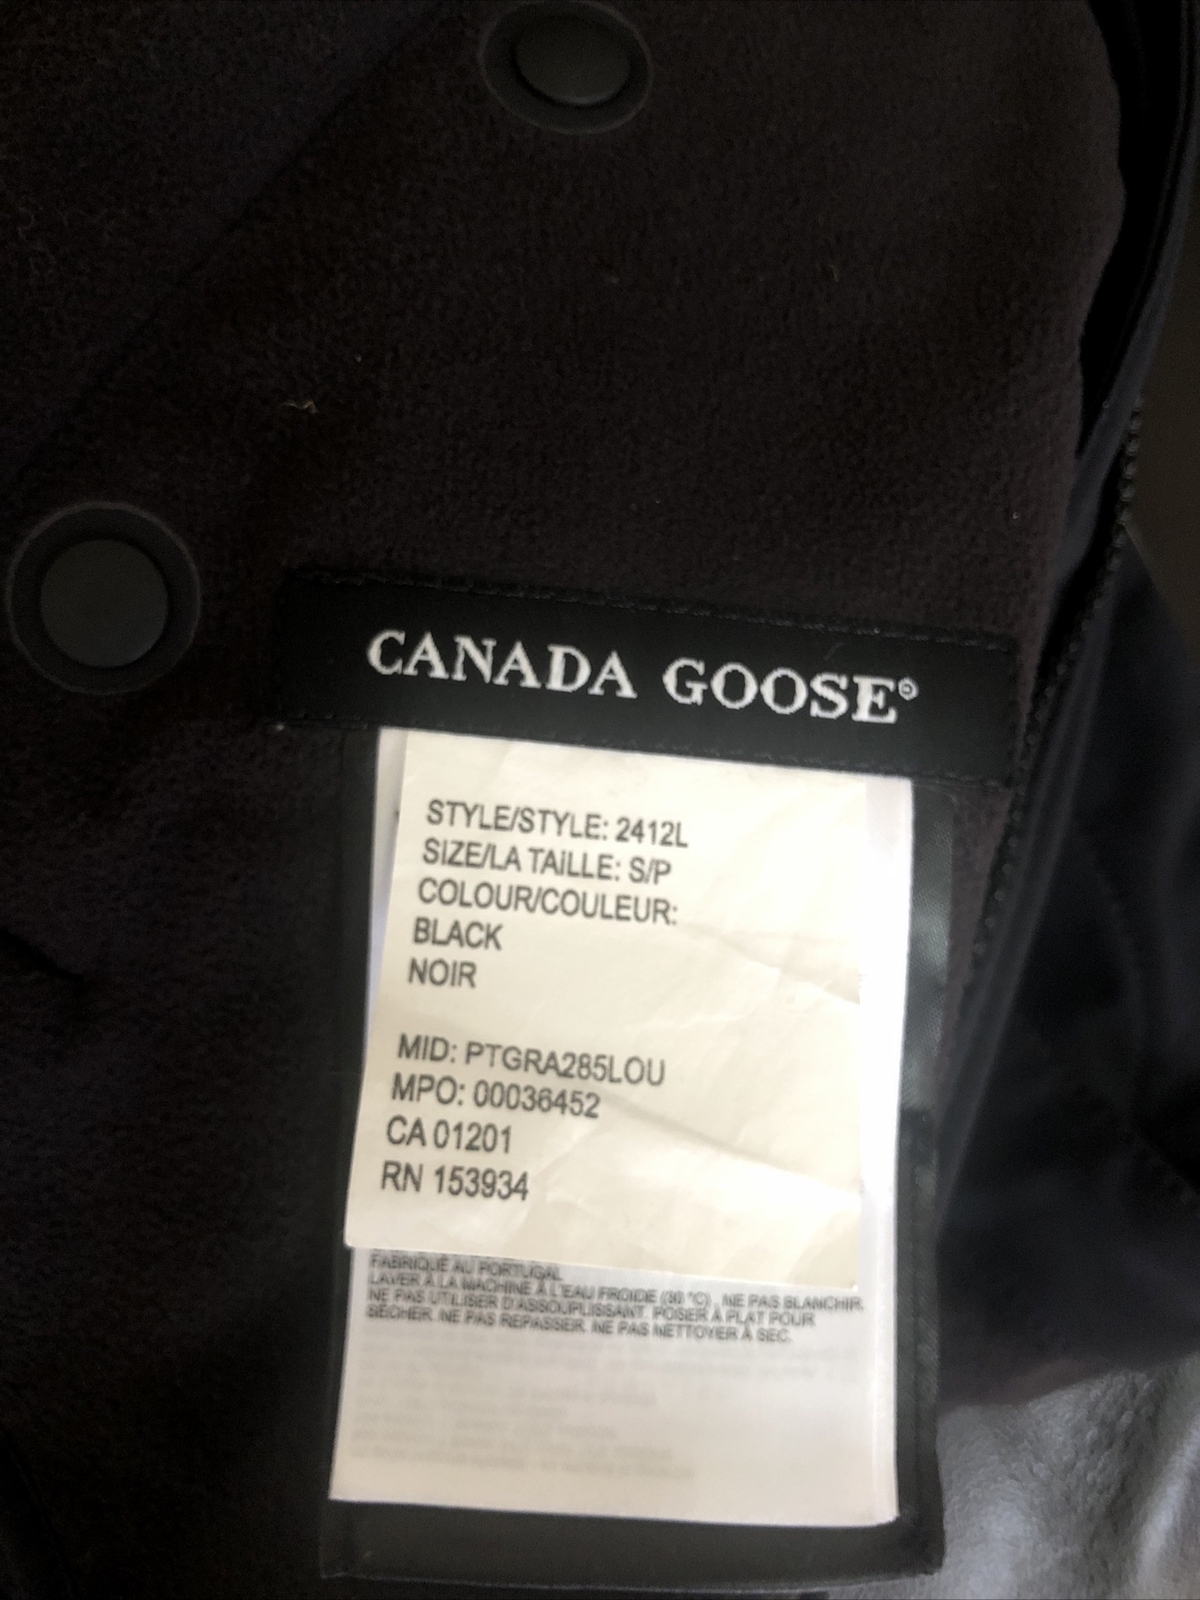 CANADA GOOSE®
STYLE/STYLE: 2412L
SIZE/LA TAILLE: S/P
COLOUR/COULEUR:
BLACK
NOIR
MID: PTGRA285LOU
MPO: 00036452
CA 01201
RN 153934
FABRIQUÉ AU PORTUGAL
LAVER À LA MACHINE À L'EAU FROIDE (30 °C), NE PAS BLANCHIR.
NE PAS UTILISER D'ASSOUPLISSANT. POSER À PLAT POUR
SÉCHER. NE PAS REPASSER. NE PAS NETTOYER À SEC.